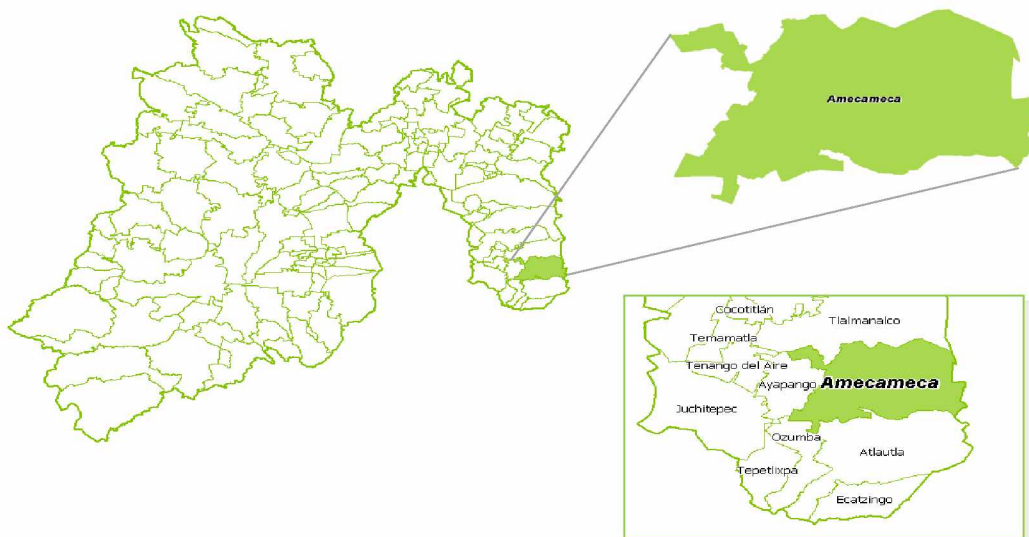 Amecameca
Cocotitlán
Tlalmanalco
Temamatla
Tenango del Aire
Ayapango
Amecameca
Juchitepec
Ozumba
Atlautla
Tepetlixpa
Ecatzingo